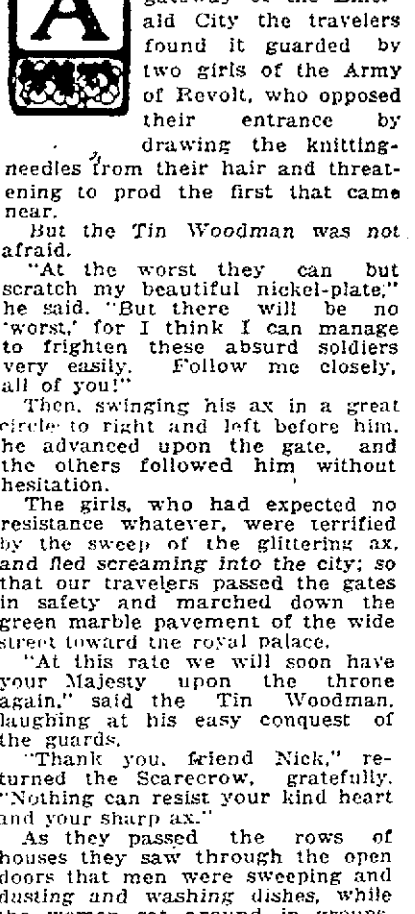 A
gateway of the Emer-
ald City the travelers
found it guarded by
two girls of the Army
of Revolt, who opposed
their entrance by
drawing the knitting-
needles from their hair and threat-
ening to prod the first that came
near.
But the Tin Woodman was not
afraid.
"At the worst they can but
scratch my beautiful nickel-plate,"
he said. "But there will be no
'worst,' for I think I can manage
to frighten these absurd soldiers
very easily. Follow me closely,
all of you!"
Then, swinging his ax in a great
circle to right and left before him,
he advanced upon the gate, and
the others followed him without
hesitation.
The girls, who had expected no
resistance whatever, were terrified
by the sweep of the glittering ax,
and fled screaming into the city; so
that our travelers passed the gates
in safety and marched down the
green marble pavement of the wide
street toward the royal palace.
"At this rate we will soon have
your Majesty upon the throne
again," said the Tin Woodman,
laughing at his easy conquest of
the guards.
"Thank you, friend Nick," re-
turned the Scarecrow, gratefully.
"Nothing can resist your kind heart
and your sharp ax."
As they passed the rows of
houses they saw through the open
doors that men were sweeping and
dusting and washing dishes, while
the women sat around in groups,